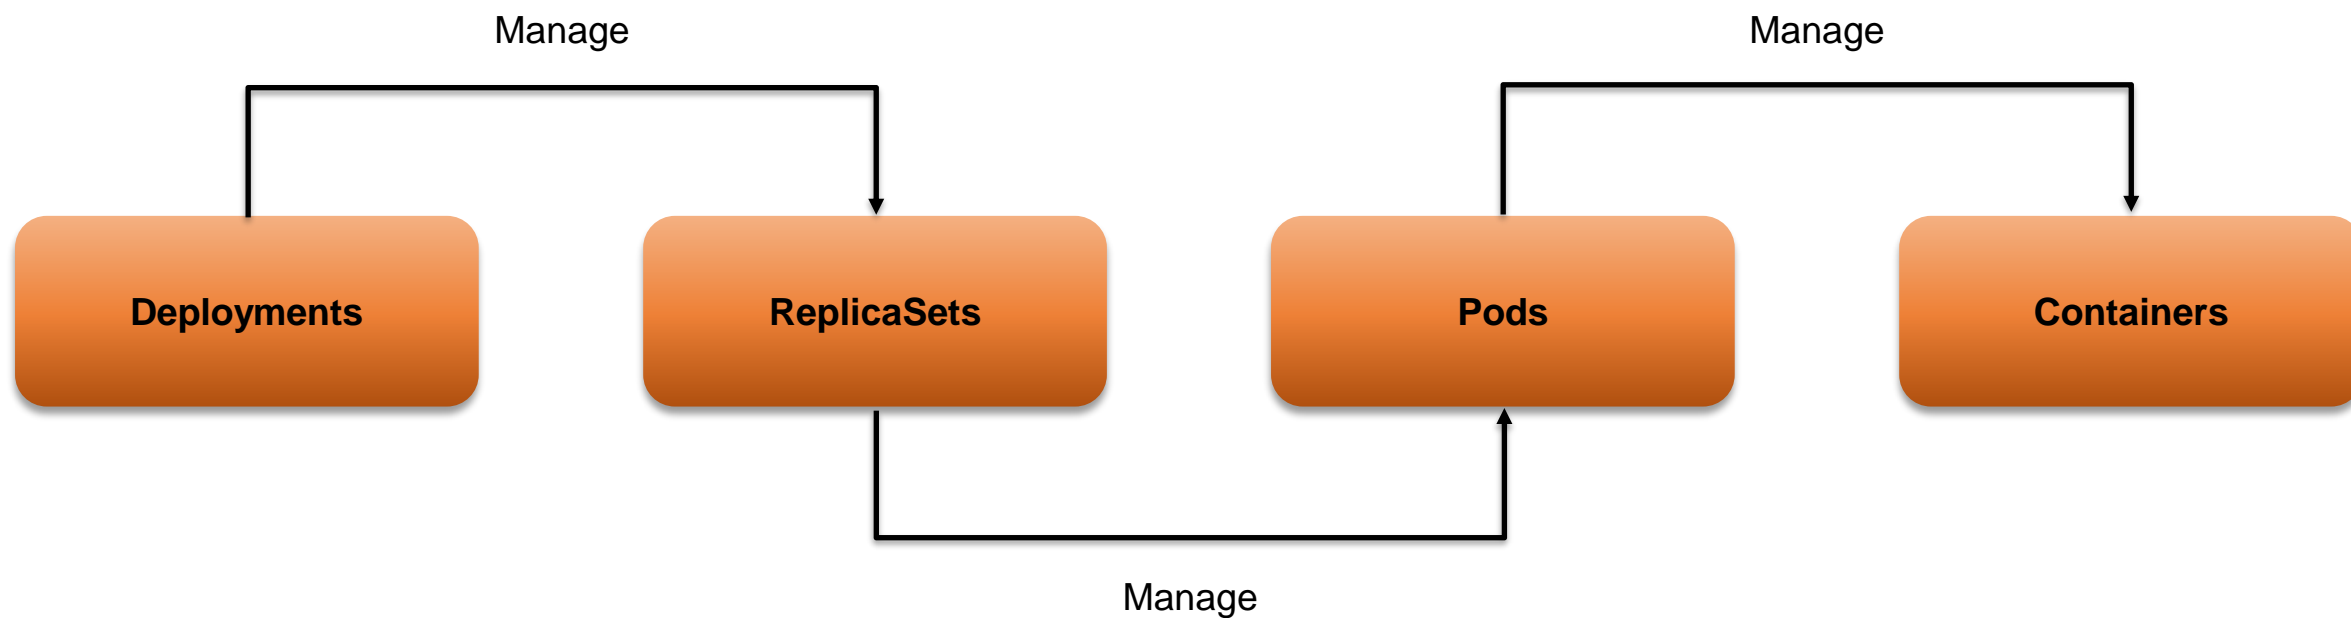 Manage
Manage
Deployments
ReplicaSets
Pods
Containers
Manage